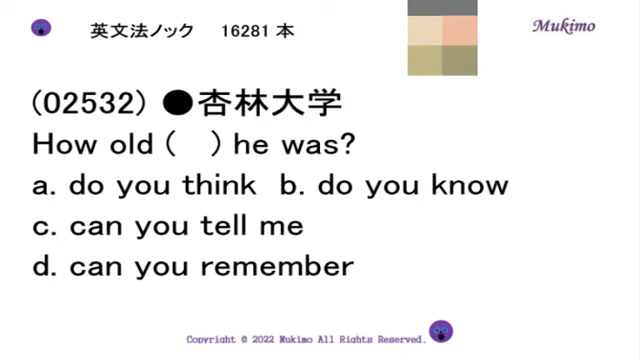 英文法ノック　16281 本
Mukimo
(02532) ●杏林大学
How old (　) he was?
a. do you think  b. do you know
c. can you tell me
d. can you remember
Copyright @ 2022 Mukimo All Rights Reserved.